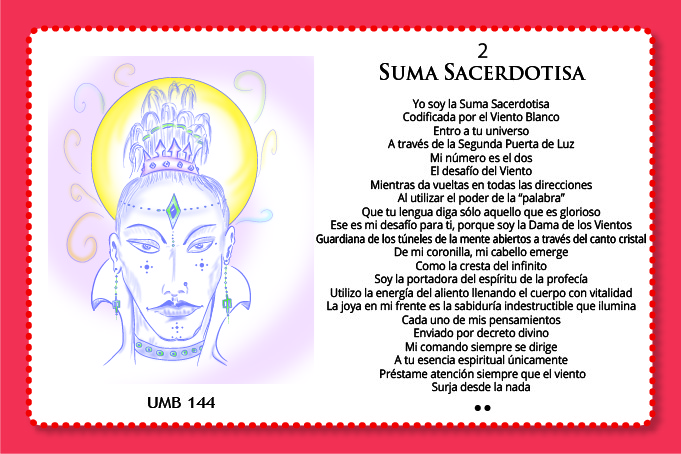 2
SUMA SACERDOTISA
Yo soy la Suma Sacerdotisa
Codificada por el Viento Blanco
Entro a tu universo
A través de la Segunda Puerta de Luz
Mi número es el dos
El desafío del Viento
Mientras da vueltas en todas las direcciones
Al utilizar el poder de la “palabra”
Que tu lengua diga sólo aquello que es glorioso
Ese es mi desafío para ti, porque soy la Dama de los Vientos
Guardiana de los túneles de la mente abiertos a través del canto cristal
De mi coronilla, mi cabello emerge
Como la cresta del infinito
Soy la portadora del espíritu de la profecía
Utilizo la energía del aliento llenando el cuerpo con vitalidad
La joya en mi frente es la sabiduría indestructible que ilumina
Cada uno de mis pensamientos
Enviado por decreto divino
Mi comando siempre se dirige
A tu esencia espiritual únicamente
Préstame atención siempre que el viento
Surja desde la nada
UMB 144